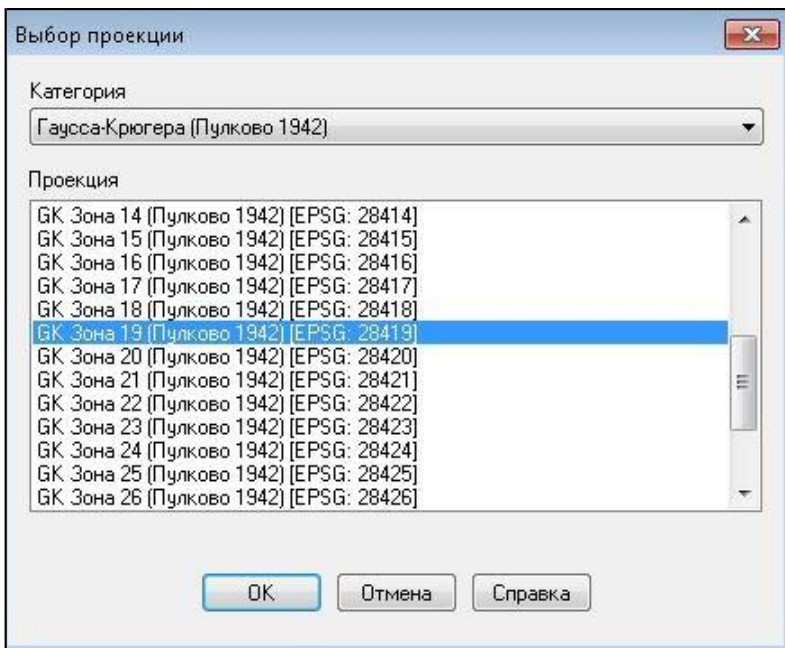 Выбор проекции
Категория
Гаусса-Крюгера (Пулково 1942)
Проекция
GK Зона 14 (Пулково 1942) [EPSG: 28414]
GK Зона 15 (Пулково 1942) [EPSG: 28415]
GK Зона 16 (Пулково 1942) [EPSG: 28416]
GK Зона 17 (Пулково 1942) [EPSG: 28417]
GK Зона 18 (Пулково 1942) [EPSG: 28418]
GK Зона 19 (Пулково 1942) [EPSG: 28419]
GK Зона 20 (Пулково 1942) [EPSG: 28420]
GK Зона 21 (Пулково 1942) [EPSG: 28421]
GK Зона 22 (Пулково 1942) [EPSG: 28422]
GK Зона 23 (Пулково 1942) [EPSG: 28423]
GK Зона 24 (Пулково 1942) [EPSG: 28424]
GK Зона 25 (Пулково 1942) [EPSG: 28425]
GK Зона 26 (Пулково 1942) [EPSG: 28426]
OK Отмена Справка